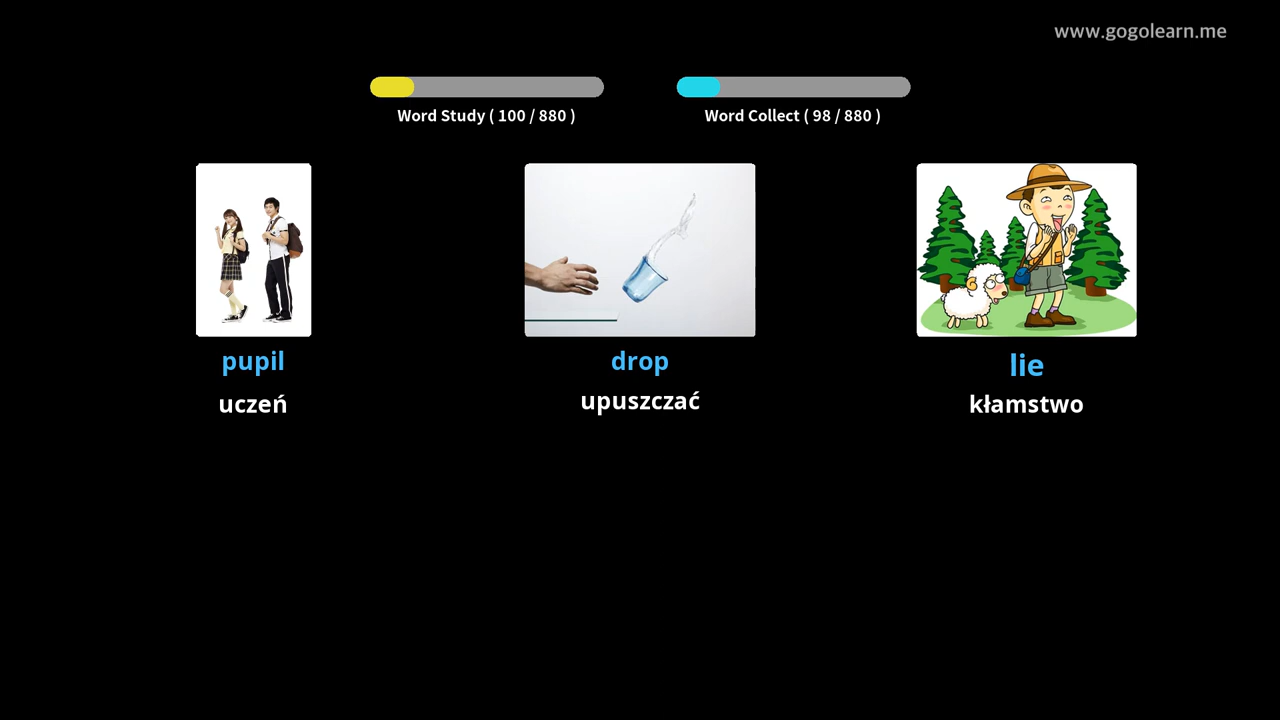 www.gogolearn.me
Word Study ( 100 / 880 )
Word Collect ( 98 / 880 )
pupil
uczeń
drop
upuszczać
lie
kłamstwo